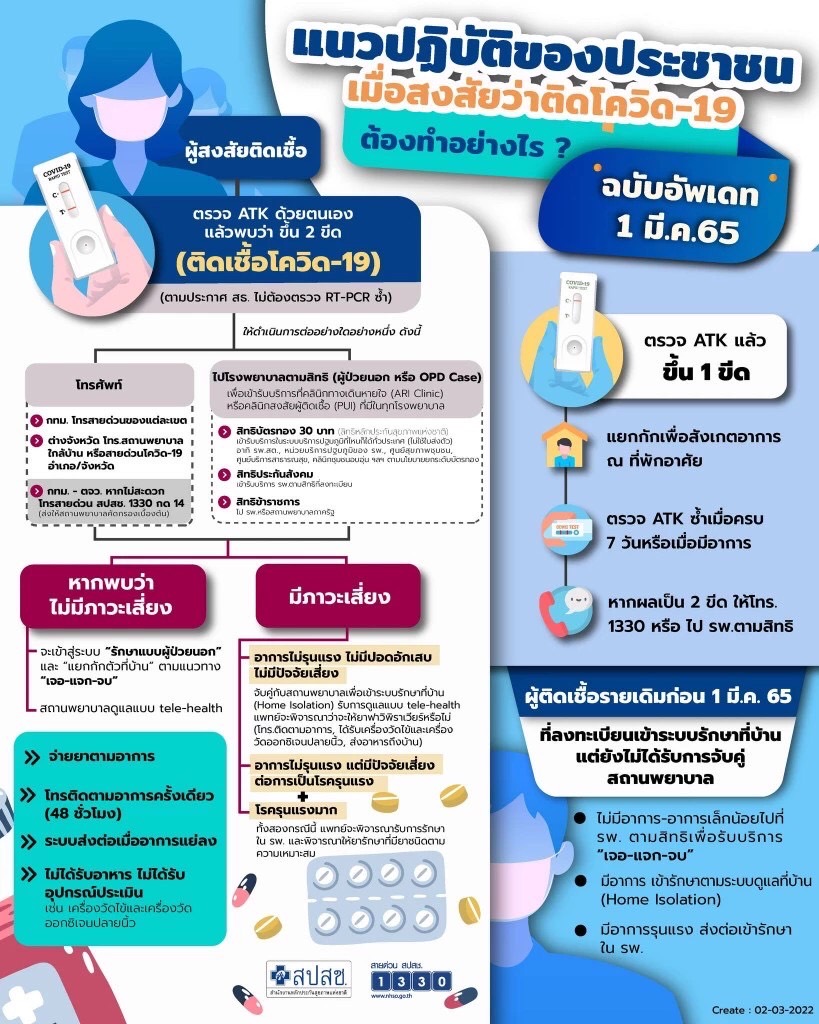 แนวปฏิบัติของประชาชน
เมื่อสงสัยว่าติดโควิด-19
ต้องทำอย่างไร ?
ฉบับอัพเดท
1 มี.ค.65
ผู้สงสัยติดเชื้อ
COVID-19
RAPID TEST
C
T
ตรวจ ATK ด้วยตนเอง
แล้วพบว่า ขึ้น 2 ขีด
(ติดเชื้อโควิด-19)
(ตามประกาศ สธ. ไม่ต้องตรวจ RT-PCR ซ้ำ)
ให้ดำเนินการต่ออย่างใดอย่างหนึ่ง ดังนี้
โทรศัพท์
กทม. โทรสายด่วนของแต่ละเขต
ต่างจังหวัด โทร.สถานพยาบาล
ใกล้บ้าน หรือสายด่วนโควิด-19
อำเภอ/จังหวัด
กทม. - ตจว. หากไม่สะดวก
โทรสายด่วน สปสช. 1330 กด 14
(ส่งให้สถานพยาบาลคัดกรองเบื้องต้น)
ไปโรงพยาบาลตามสิทธิ (ผู้ป่วยนอก หรือ OPD Case)
เพื่อเข้ารับบริการที่คลินิกทางเดินหายใจ (ARI Clinic)
หรือคลินิกสงสัยผู้ติดเชื้อ (PUI) ที่มีในทุกโรงพยาบาล
สิทธิบัตรทอง 30 บาท (สิทธิหลักประกันสุขภาพแห่งชาติ)
เข้ารับบริการในระบบบริการปฐมภูมิที่ไหนก็ได้ทั่วประเทศ (ไม่ใช้ใบส่งตัว)
อาทิ รพ.สต., หน่วยบริการปฐมภูมิของ รพ., ศูนย์สุขภาพชุมชน,
ศูนย์บริการสาธารณสุข, คลินิกชุมชนอบอุ่น ฯลฯ ตามนโยบายยกระดับบัตรทอง
สิทธิประกันสังคม
เข้ารับบริการ รพ.ตามสิทธิที่ลงทะเบียน
สิทธิข้าราชการ
ไป รพ.หรือสถานพยาบาลภาครัฐ
หากพบว่า
ไม่มีภาวะเสี่ยง
จะเข้าสู่ระบบ “รักษาแบบผู้ป่วยนอก”
และ “แยกกักตัวที่บ้าน” ตามแนวทาง
“เจอ-แจก-จบ”
สถานพยาบาลดูแลแบบ tele-health
จ่ายยาตามอาการ
โทรติดตามอาการครั้งเดียว
(48 ชั่วโมง)
ระบบส่งต่อเมื่ออาการแย่ลง
ไม่ได้รับอาหาร ไม่ได้รับ
อุปกรณ์ประเมิน
เช่น เครื่องวัดไข้และเครื่องวัด
ออกซิเจนปลายนิ้ว
มีภาวะเสี่ยง
อาการไม่รุนแรง ไม่มีปอดอักเสบ
ไม่มีปัจจัยเสี่ยง
จับคู่กับสถานพยาบาลเพื่อเข้าระบบรักษาที่บ้าน
(Home Isolation) รับการดูแลแบบ tele-health
แพทย์จะพิจารณาว่าจะให้ยาฟาวิพิราเวียร์หรือไม่
(โทร.ติดตามอาการ, ได้รับเครื่องวัดไข้และเครื่อง
วัดออกซิเจนปลายนิ้ว, ส่งอาหารถึงบ้าน)
อาการไม่รุนแรง แต่มีปัจจัยเสี่ยง
ต่อการเป็นโรครุนแรง
+
โรครุนแรงมาก
ทั้งสองกรณีนี้ แพทย์จะพิจารณารับการรักษา
ใน รพ. และพิจารณาให้ยารักษาที่มียาชนิดตาม
ความเหมาะสม
สปสช.
สำนักงานหลักประกันสุขภาพแห่งชาติ
สายด่วน สปสช.
1330
www.nhso.go.th
COVID-19
RAPID TEST
C
T
ตรวจ ATK แล้ว
ขึ้น 1 ขีด
แยกกักเพื่อสังเกตอาการ
ณ ที่พักอาศัย
HOME TEST
ตรวจ ATK ซ้ำเมื่อครบ
7 วันหรือเมื่อมีอาการ
หากผลเป็น 2 ขีด ให้โทร.
1330 หรือ ไป รพ.ตามสิทธิ
ผู้ติดเชื้อรายเดิมก่อน 1 มี.ค. 65
ที่ลงทะเบียนเข้าระบบรักษาที่บ้าน
แต่ยังไม่ได้รับการจับคู่
สถานพยาบาล
ไม่มีอาการ-อาการเล็กน้อยไปที่
รพ. ตามสิทธิเพื่อรับบริการ
“เจอ-แจก-จบ”
มีอาการ เข้ารักษาตามระบบดูแลที่บ้าน
(Home Isolation)
มีอาการรุนแรง ส่งต่อเข้ารักษา
ใน รพ.
Create : 02-03-2022